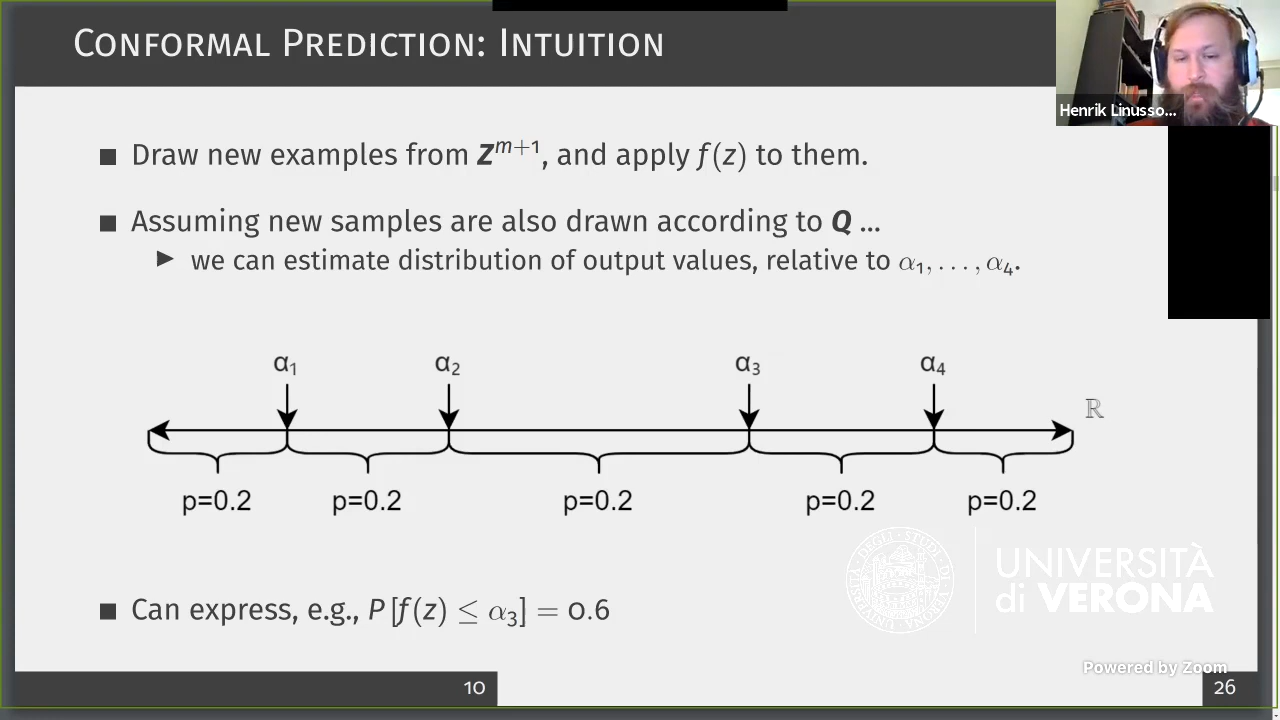 Conformal Prediction: Intuition
Henrik Linusso...
■ Draw new examples from Z^{m+1}, and apply f(z) to them.
■ Assuming new samples are also drawn according to Q ...
▶ we can estimate distribution of output values, relative to α₁, . . . , α₄.
α₁ α₂ α₃ α₄
ℝ
p=0.2 p=0.2 p=0.2 p=0.2 p=0.2
UNIVERSITÀ
di VERONA
■ Can express, e.g., P [f(z) ≤ α₃] = 0.6
Powered by Zoom
10 26